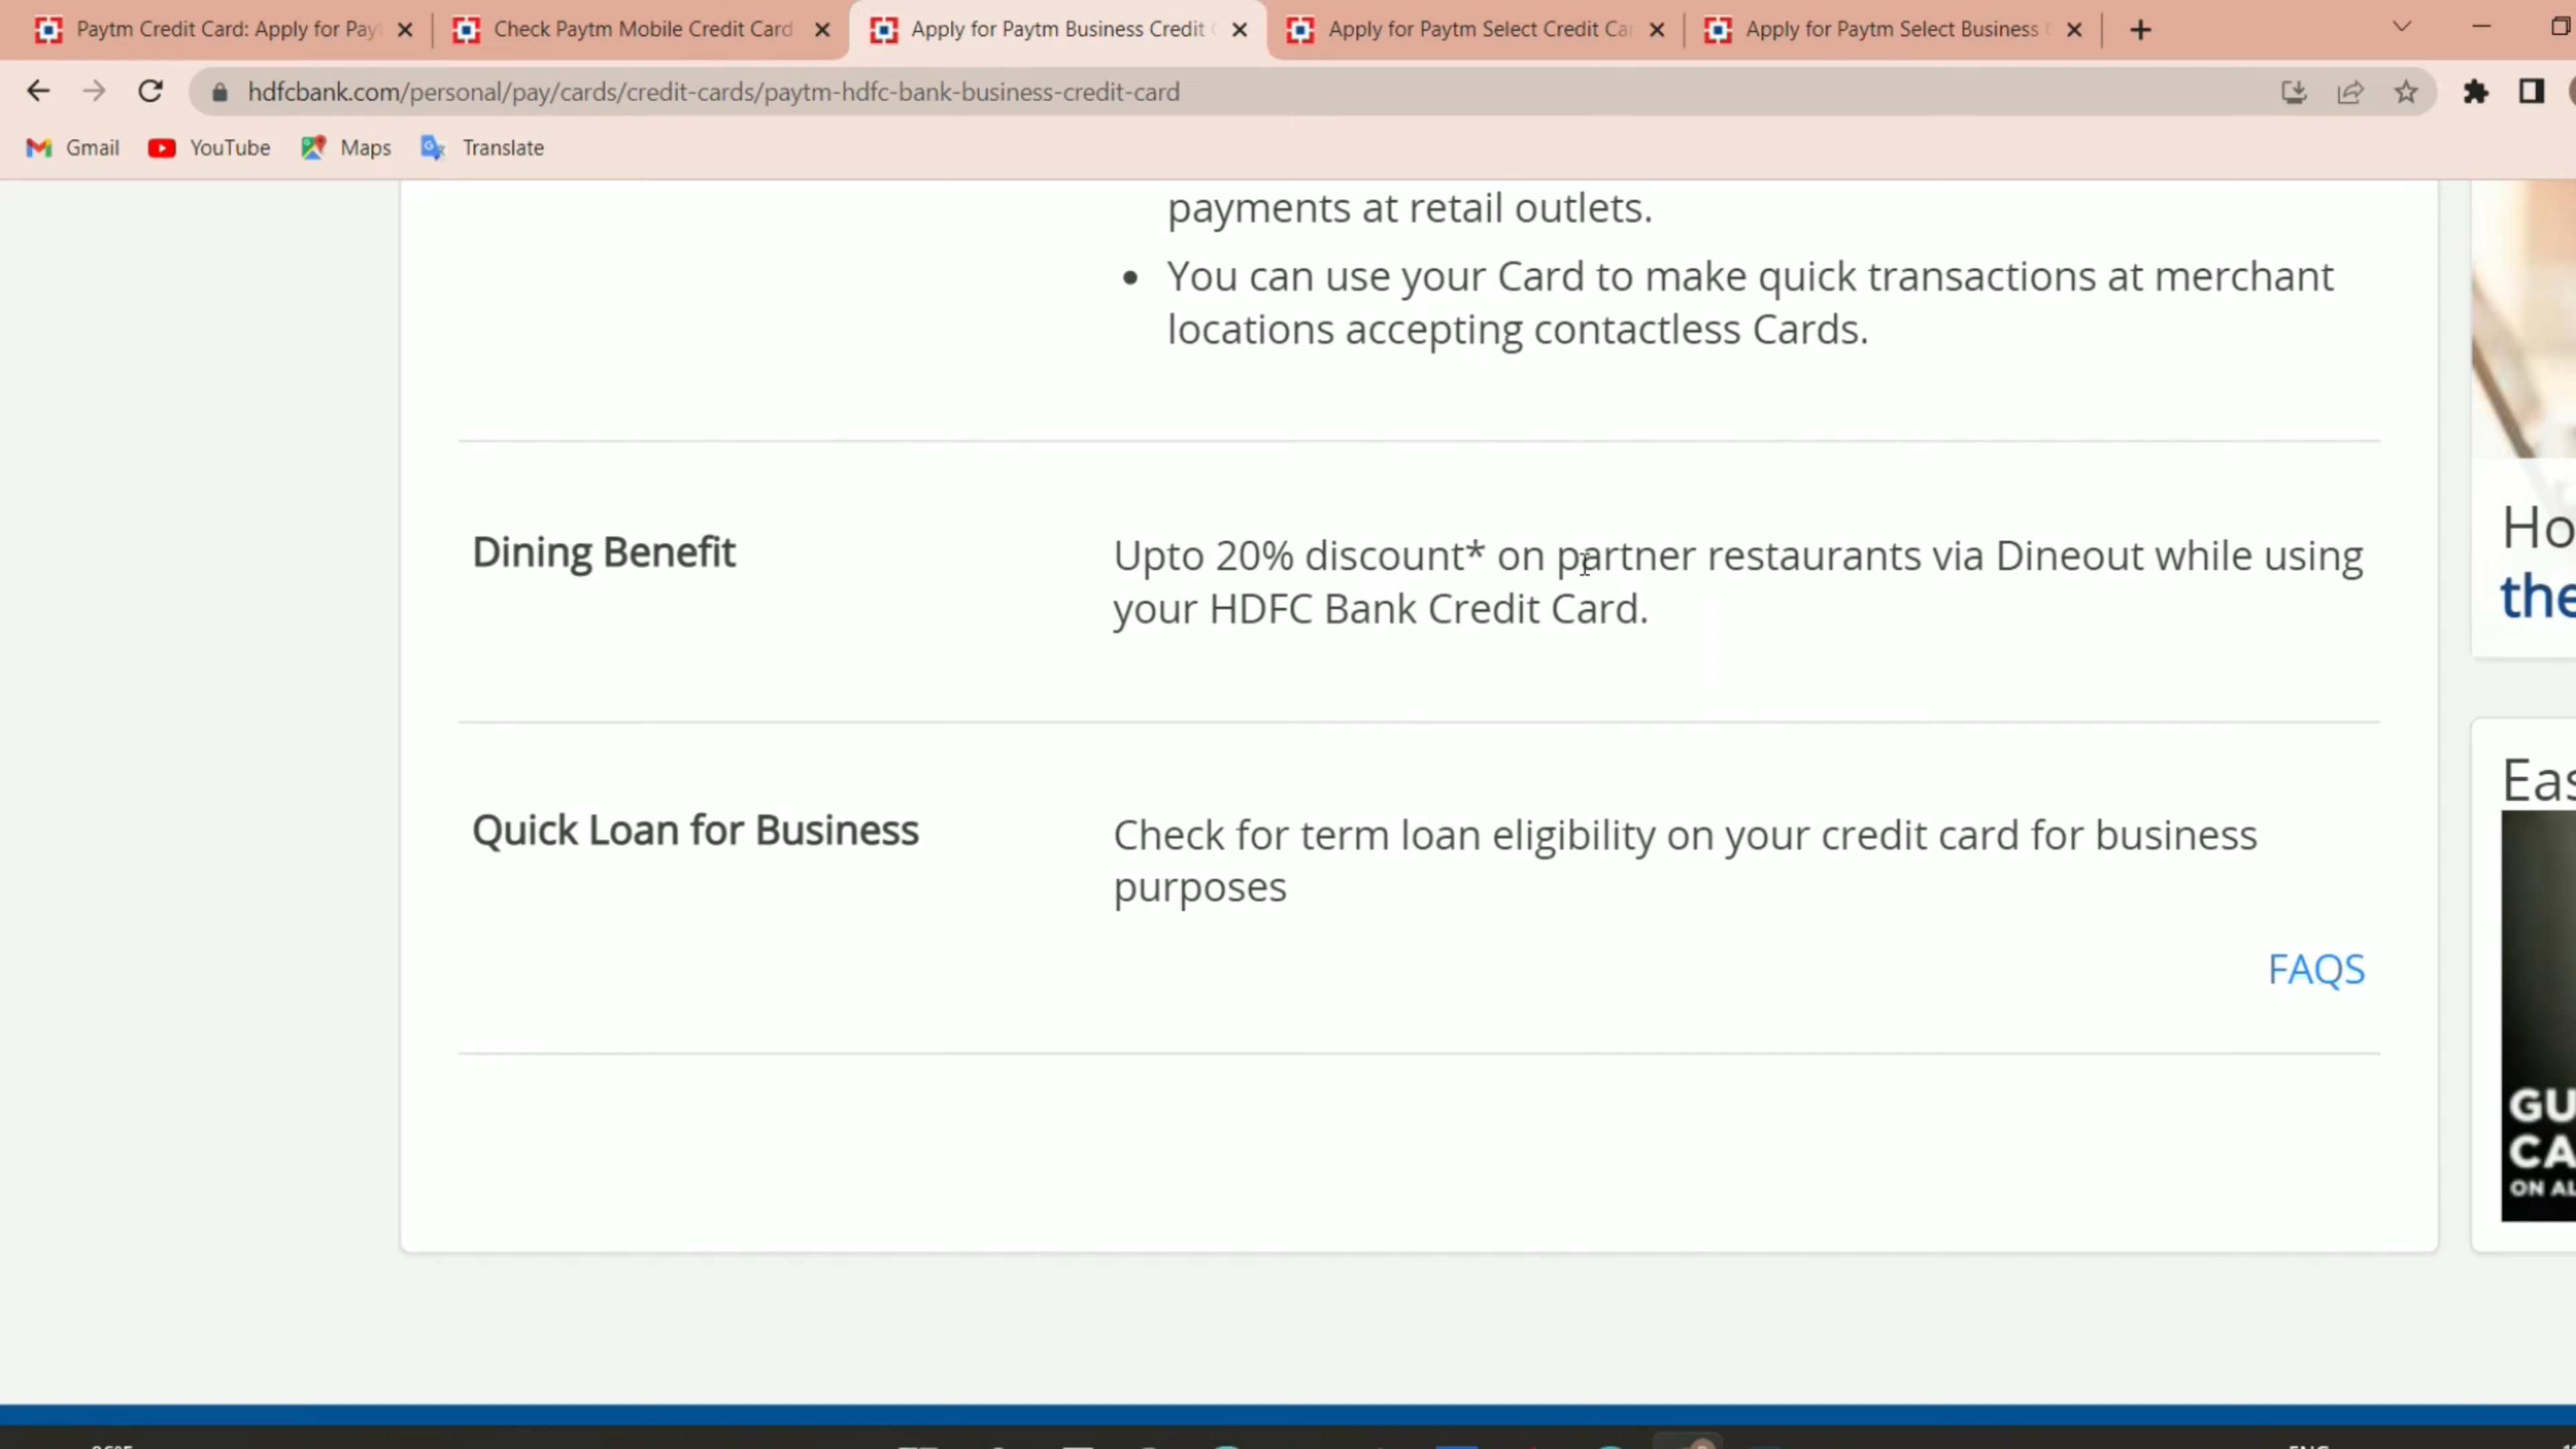 Paytm Credit Card: Apply for Pay
Check Paytm Mobile Credit Card
Apply for Paytm Business Credit
Apply for Paytm Select Credit Car
Apply for Paytm Select Business
hdfcbank.com/personal/pay/cards/credit-cards/paytm-hdfc-bank-business-credit-card
Gmail
YouTube
Maps
Translate
payments at retail outlets.
• You can use your Card to make quick transactions at merchant
locations accepting contactless Cards.
Dining Benefit
Upto 20% discount* on partner restaurants via Dineout while using
your HDFC Bank Credit Card.
Quick Loan for Business
Check for term loan eligibility on your credit card for business
purposes
FAQS
Ho
the
Eas
GU
CA
ON AL